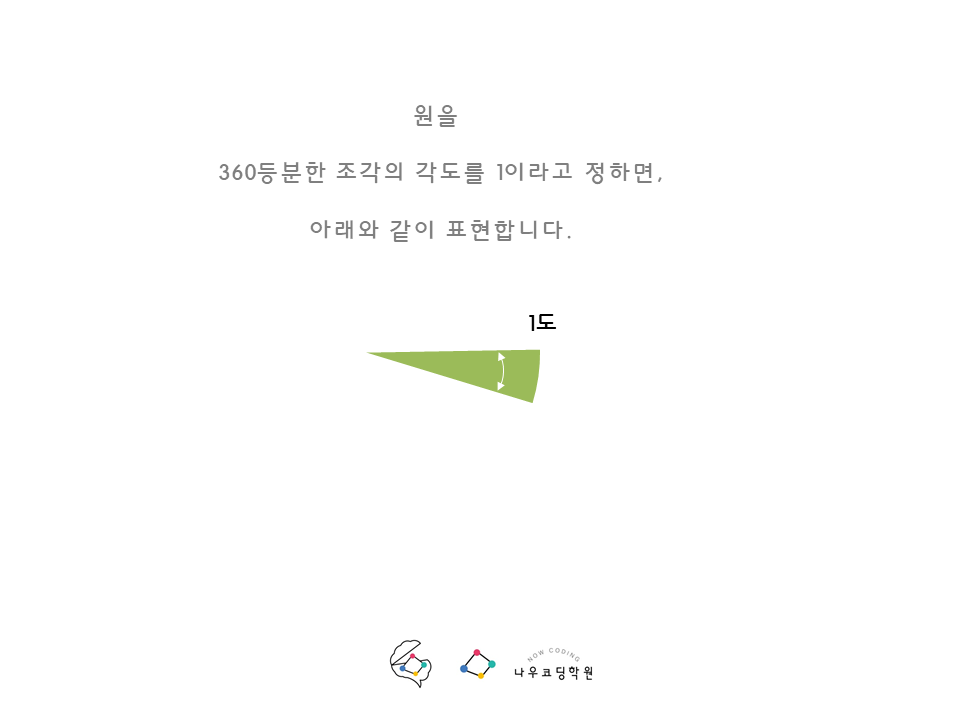 원을
360등분한 조각의 각도를 1이라고 정하면,
아래와 같이 표현합니다.
1도
NOW CODING
나우코딩학원